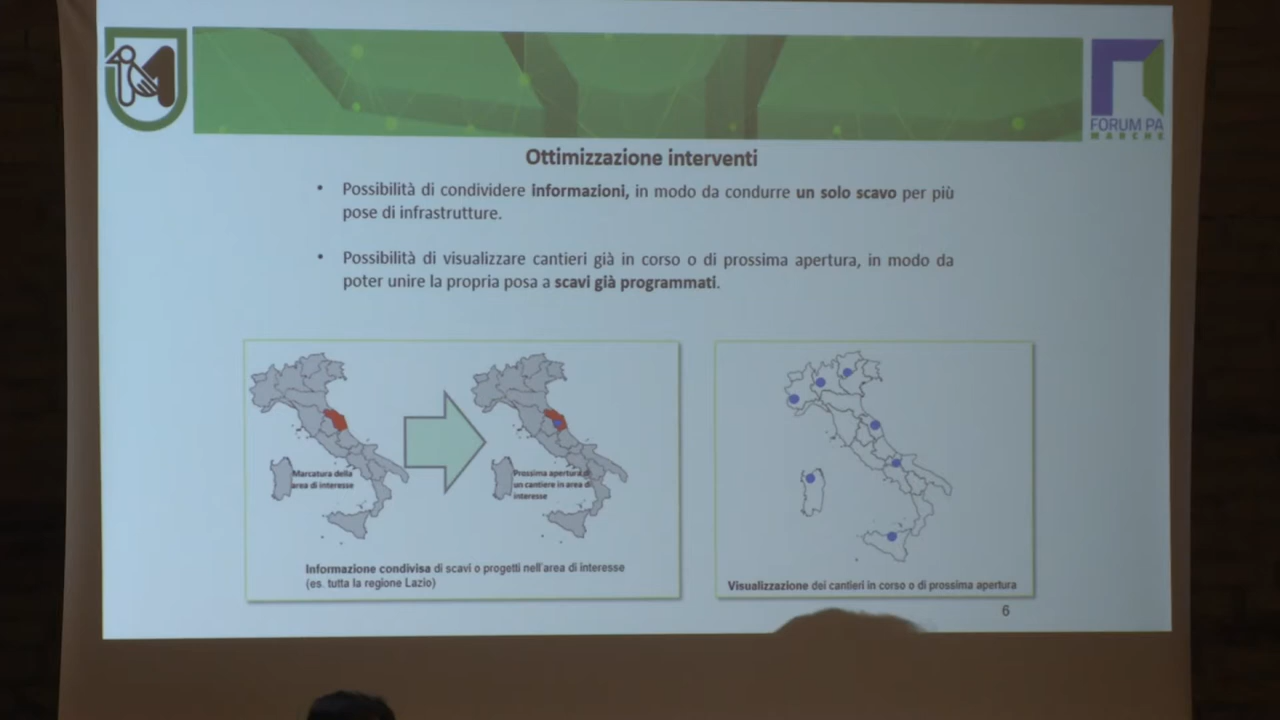 FORUM PA
MARCHE
Ottimizzazione interventi
• Possibilità di condividere informazioni, in modo da condurre un solo scavo per più
pose di infrastrutture.
• Possibilità di visualizzare cantieri già in corso o di prossima apertura, in modo da
poter unire la propria posa a scavi già programmati.
Marcatura della
area di interesse
Prossima apertura di
un cantiere in area di
interesse
Informazione condivisa di scavi o progetti nell'area di interesse
(es. tutta la regione Lazio)
Visualizzazione dei cantieri in corso o di prossima apertura
6